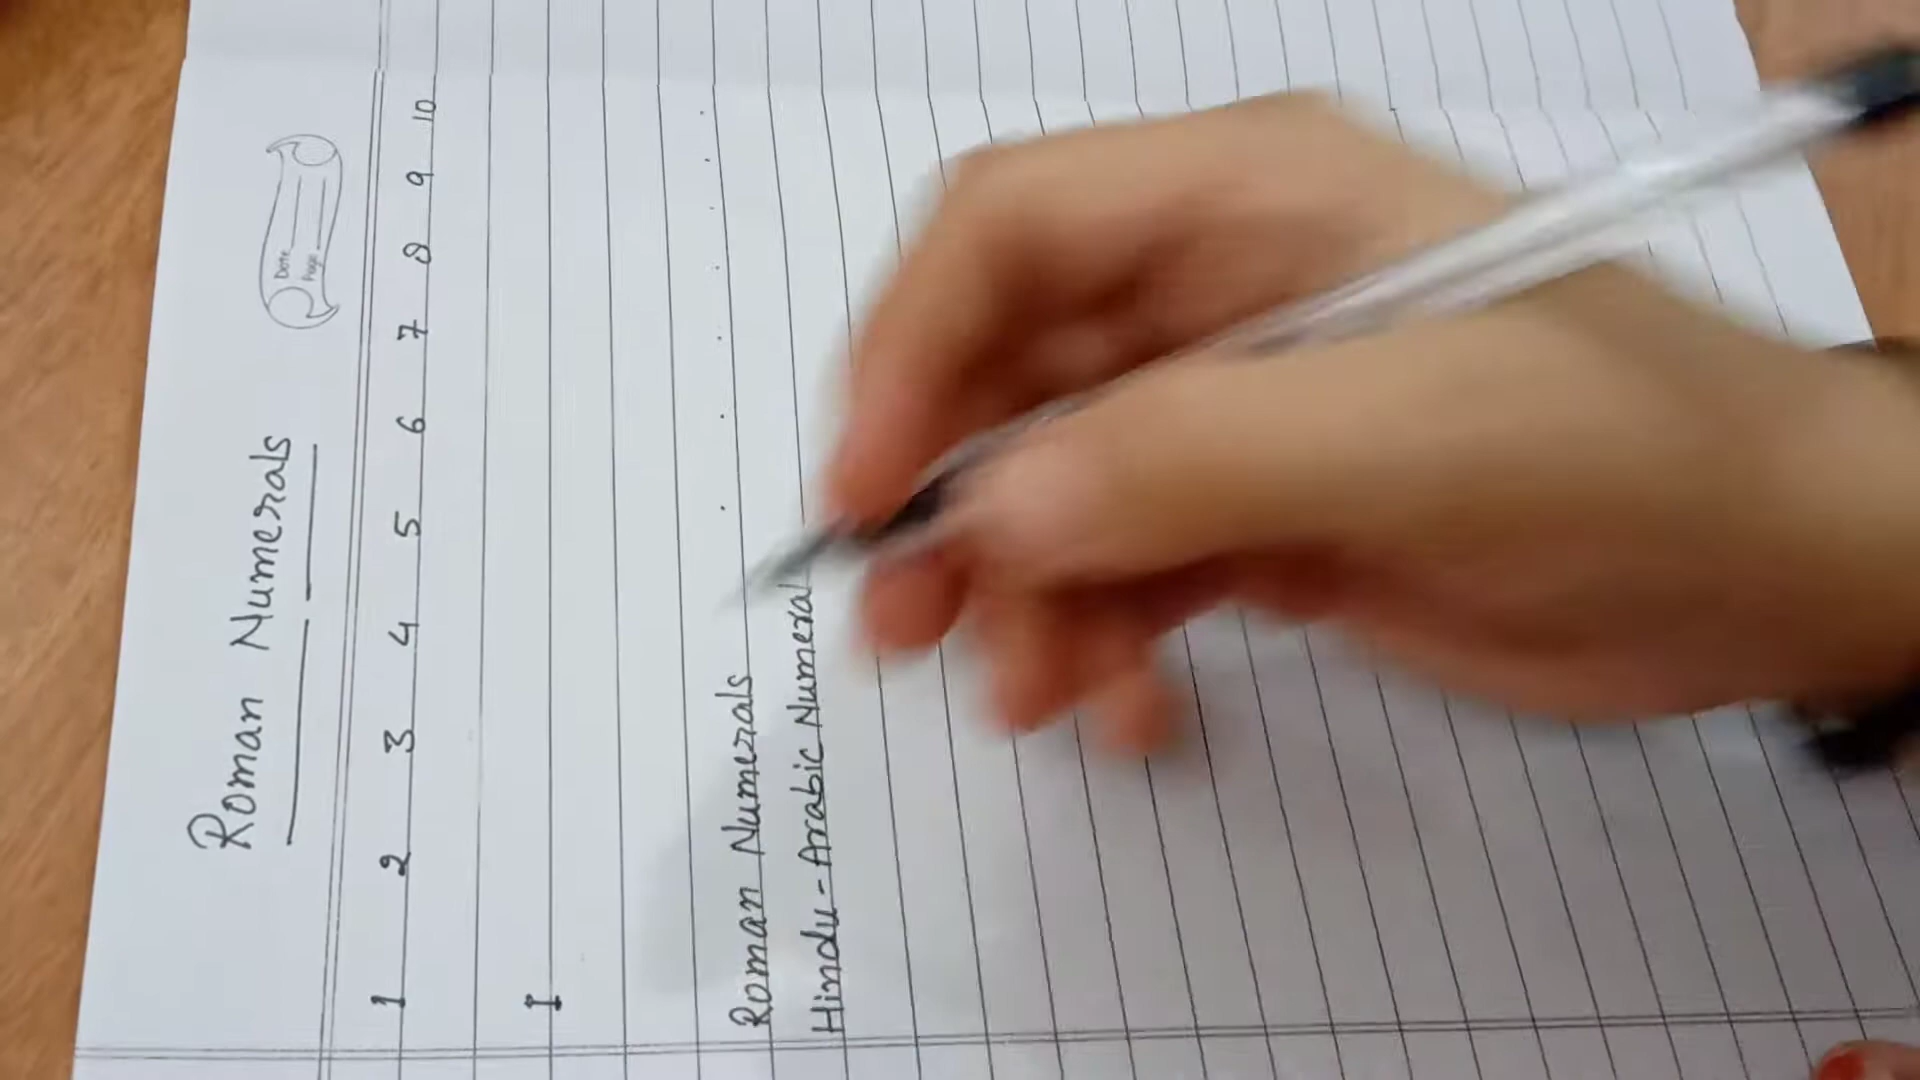 Roman Numerals
Date
Page
1 2 3 4 5 6 7 8 9 10
I
Roman Numerals
Hindu-Arabic Numeral